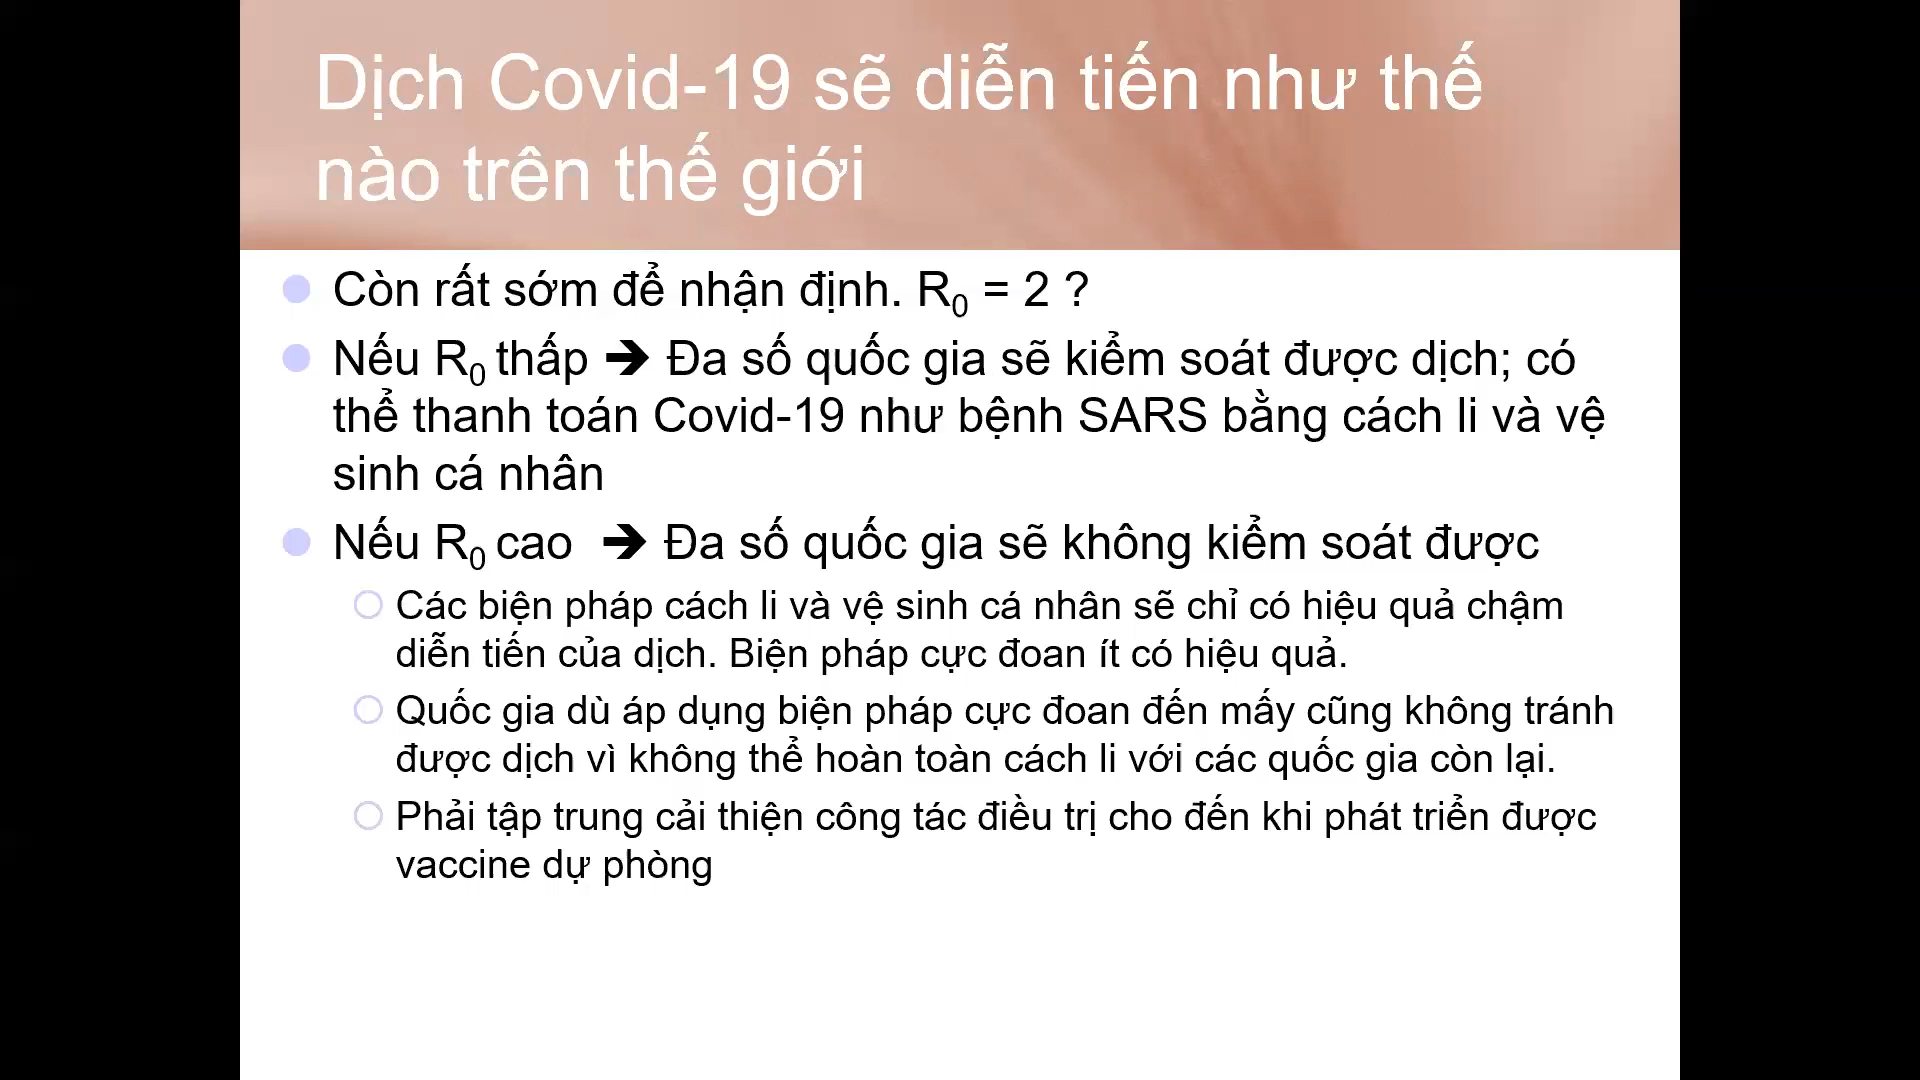 Dịch Covid-19 sẽ diễn tiến như thế
nào trên thế giới
Còn rất sớm để nhận định. R₀ = 2 ?
Nếu R₀ thấp ➔ Đa số quốc gia sẽ kiểm soát được dịch; có
thể thanh toán Covid-19 như bệnh SARS bằng cách li và vệ
sinh cá nhân
Nếu R₀ cao ➔ Đa số quốc gia sẽ không kiểm soát được
Các biện pháp cách li và vệ sinh cá nhân sẽ chỉ có hiệu quả chậm
diễn tiến của dịch. Biện pháp cực đoan ít có hiệu quả.
Quốc gia dù áp dụng biện pháp cực đoan đến mấy cũng không tránh
được dịch vì không thể hoàn toàn cách li với các quốc gia còn lại.
Phải tập trung cải thiện công tác điều trị cho đến khi phát triển được
vaccine dự phòng